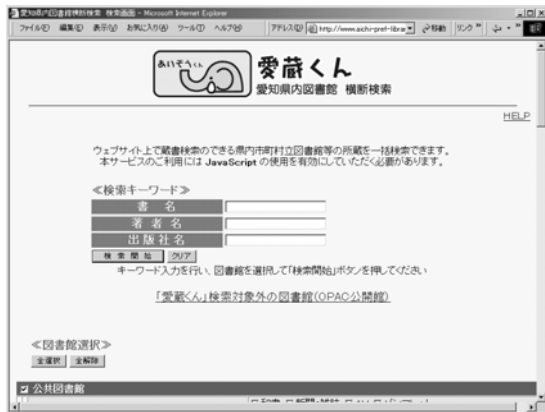 愛知県内図書館横断検索 検索画面 - Microsoft Internet Explorer
ファイル(F) 編集(E) 表示(V) お気に入り(A) ツール(T) ヘルプ(H) アドレス(D) http://www.aichi-pref-librar 移動 リンク
あいぞうくん
愛蔵くん
愛知県内図書館 横断検索
HELP
ウェブサイト上で蔵書検索のできる県内市町村立図書館等の所蔵を一括検索できます。
本サービスのご利用には JavaScript の使用を有効にしていただく必要があります。
≪検索キーワード≫
書 名
著 者 名
出版社名
検 索 開 始 クリア
キーワード入力を行い、図書館を選択して「検索開始」ボタンを押してください
「愛蔵くん」検索対象外の図書館(OPAC公開館)
≪図書館選択≫
全選択 全解除
公共図書館